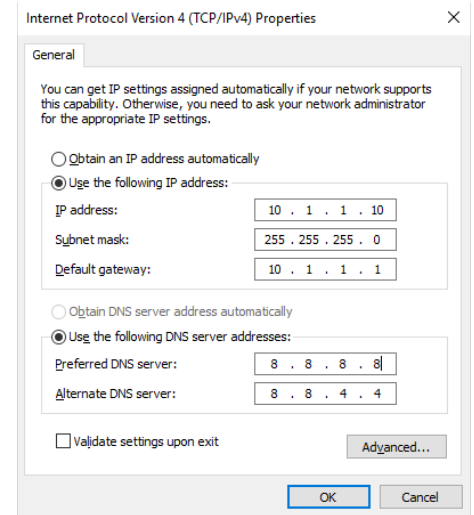 Internet Protocol Version 4 (TCP/IPv4) Properties
General
You can get IP settings assigned automatically if your network supports
this capability. Otherwise, you need to ask your network administrator
for the appropriate IP settings.
Obtain an IP address automatically
Use the following IP address:
IP address: 10 . 1 . 1 . 10
Subnet mask: 255 . 255 . 255 . 0
Default gateway: 10 . 1 . 1 . 1
Obtain DNS server address automatically
Use the following DNS server addresses:
Preferred DNS server: 8 . 8 . 8 . 8
Alternate DNS server: 8 . 8 . 4 . 4
Validate settings upon exit
Advanced...
OK Cancel